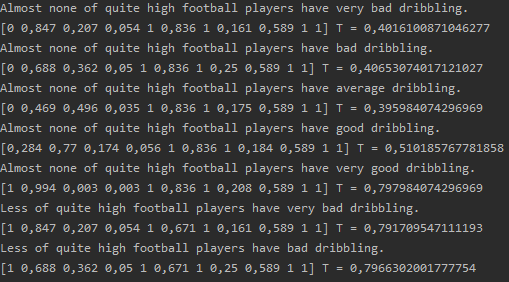 Almost none of quite high football players have very bad dribbling.
[0 0,847 0,207 0,054 1 0,836 1 0,161 0,589 1 1] T = 0,4016100871046277
Almost none of quite high football players have bad dribbling.
[0 0,688 0,362 0,05 1 0,836 1 0,25 0,589 1 1] T = 0,40653074017121027
Almost none of quite high football players have average dribbling.
[0 0,469 0,496 0,035 1 0,836 1 0,175 0,589 1 1] T = 0,395984074296969
Almost none of quite high football players have good dribbling.
[0,284 0,77 0,174 0,056 1 0,836 1 0,184 0,589 1 1] T = 0,510185767781858
Almost none of quite high football players have very good dribbling.
[1 0,994 0,003 0,003 1 0,836 1 0,208 0,589 1 1] T = 0,797984074296969
Less of quite high football players have very bad dribbling.
[1 0,847 0,207 0,054 1 0,671 1 0,161 0,589 1 1] T = 0,791709547111193
Less of quite high football players have bad dribbling.
[1 0,688 0,362 0,05 1 0,671 1 0,25 0,589 1 1] T = 0,7966302001777754